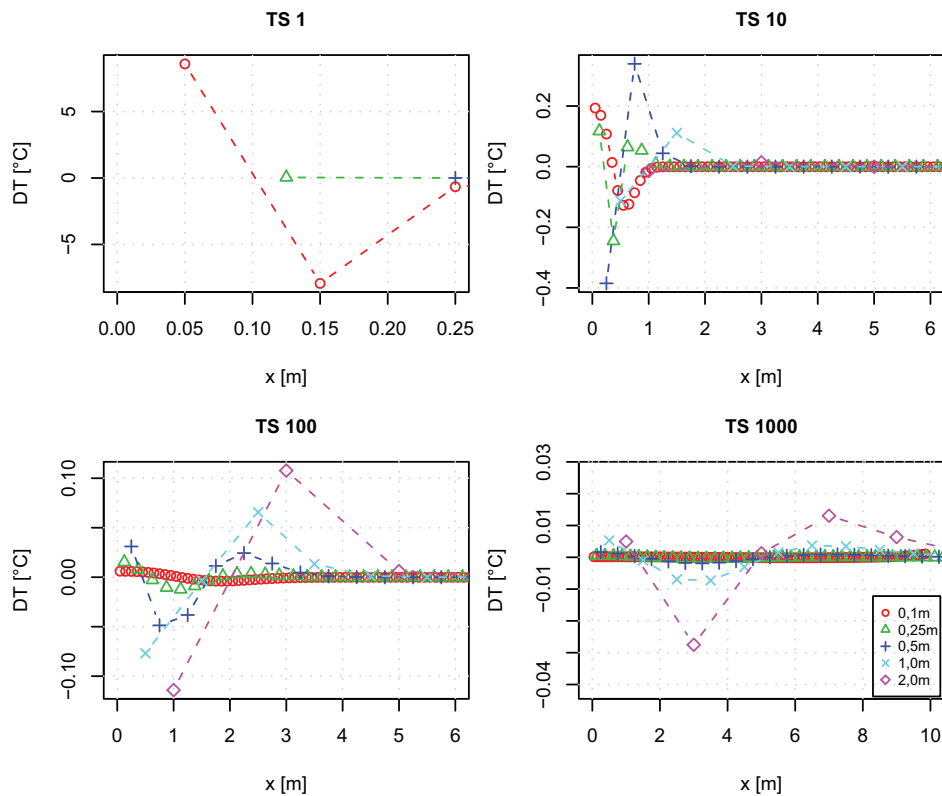 TS 1
5
0
−5
DT [°C]
0.00 0.05 0.10 0.15 0.20 0.25
x [m]
TS 10
0.2
0.0
−0.2
−0.4
DT [°C]
0 1 2 3 4 5 6
x [m]
TS 100
0.10
0.00
−0.10
DT [°C]
0 1 2 3 4 5 6
x [m]
TS 1000
0.03
0.01
−0.01
−0.04
DT [°C]
0 2 4 6 8 10
x [m]
0,1m
0,25m
0,5m
1,0m
2,0m